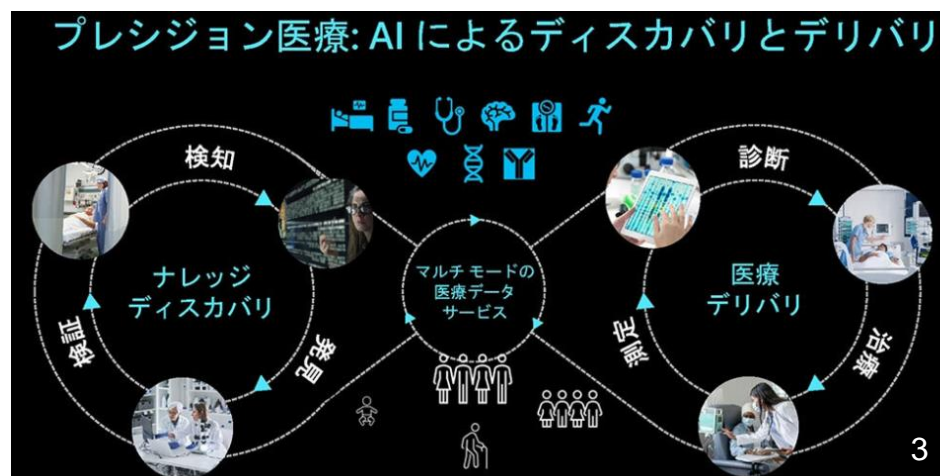 プレシジョン医療: AI によるディスカバリとデリバリ
検知
診断
ナレッジ
ディスカバリ
マルチ モードの
医療データ
サービス
医療
デリバリ
検証
発見
測定
治療
3